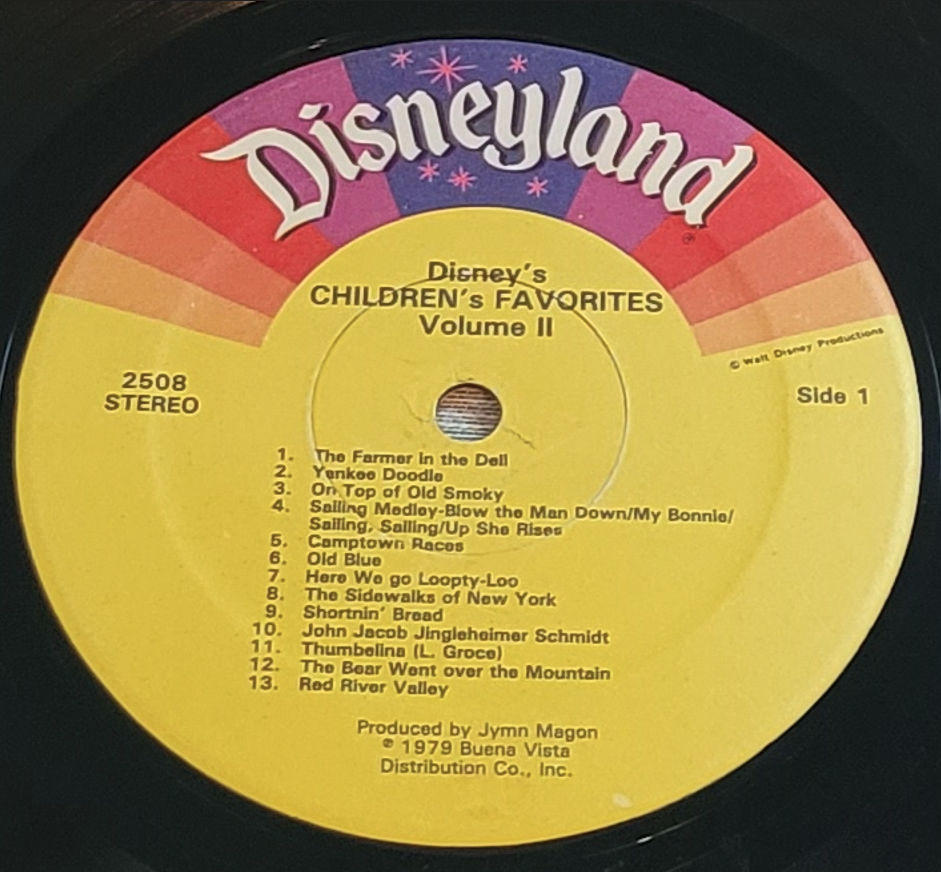 Disneyland
®
Disney's
CHILDREN's FAVORITES
Volume II
© Walt Disney Productions
2508
STEREO
Side 1
1. The Farmer in the Dell
2. Yankee Doodle
3. On Top of Old Smoky
4. Sailing Medley-Blow the Man Down/My Bonnie/
Sailing, Sailing/Up She Rises
5. Camptown Races
6. Old Blue
7. Here We go Loopty-Loo
8. The Sidewalks of New York
9. Shortnin' Bread
10. John Jacob Jingleheimer Schmidt
11. Thumbelina (L. Groce)
12. The Bear Went over the Mountain
13. Red River Valley
Produced by Jymn Magon
℗ 1979 Buena Vista
Distribution Co., Inc.